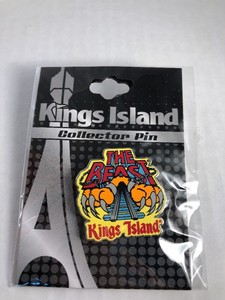 Kings Island
Collector Pin
THE
BEAST
Kings Island